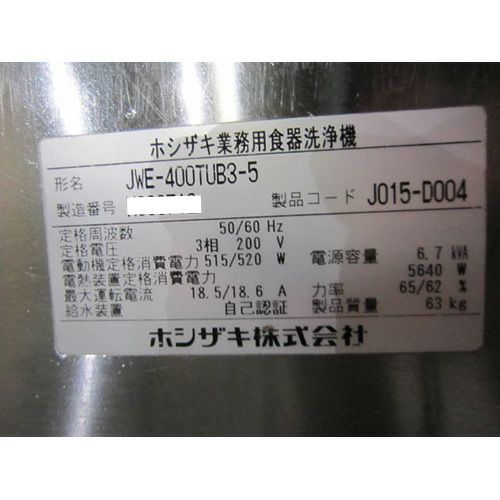 ホシザキ業務用食器洗浄機
形名 JWE-400TUB3-5
製造番号 製品コード J015-D004
定格周波数 50/60 Hz
定格電圧 3相 200 V
電動機定格消費電力 515/520 W 電源容量 6.7 kVA
電熱装置定格消費電力 5640 W
最大運転電流 18.5/18.6 A 力率 65/62 %
給水装置 自己認証 製品質量 63 kg
ホシザキ株式会社